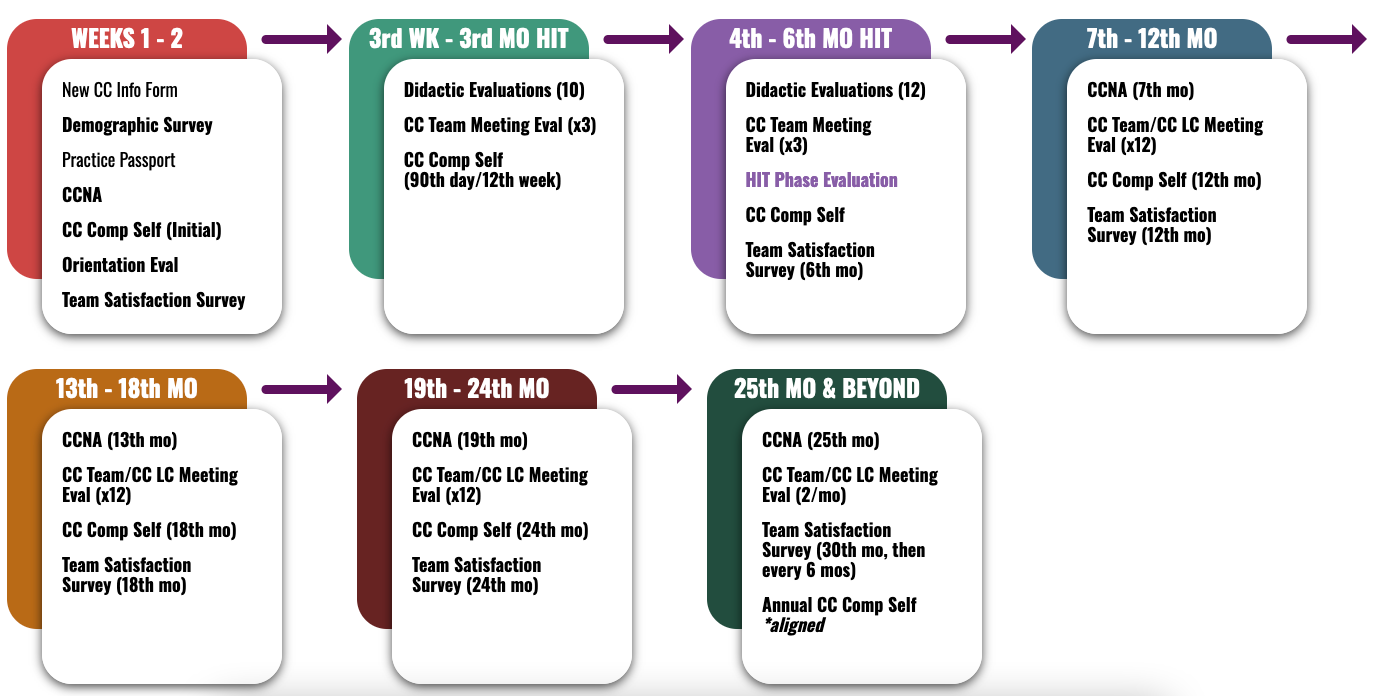 WEEKS 1 - 2
New CC Info Form
Demographic Survey
Practice Passport
CCNA
CC Comp Self (Initial)
Orientation Eval
Team Satisfaction Survey
3rd WK - 3rd MO HIT
Didactic Evaluations (10)
CC Team Meeting Eval (x3)
CC Comp Self
(90th day/12th week)
4th - 6th MO HIT
Didactic Evaluations (12)
CC Team Meeting
Eval (x3)
HIT Phase Evaluation
CC Comp Self
Team Satisfaction
Survey (6th mo)
7th - 12th MO
CCNA (7th mo)
CC Team/CC LC Meeting
Eval (x12)
CC Comp Self (12th mo)
Team Satisfaction
Survey (12th mo)
13th - 18th MO
CCNA (13th mo)
CC Team/CC LC Meeting
Eval (x12)
CC Comp Self (18th mo)
Team Satisfaction
Survey (18th mo)
19th - 24th MO
CCNA (19th mo)
CC Team/CC LC Meeting
Eval (x12)
CC Comp Self (24th mo)
Team Satisfaction
Survey (24th mo)
25th MO & BEYOND
CCNA (25th mo)
CC Team/CC LC Meeting
Eval (2/mo)
Team Satisfaction
Survey (30th mo, then
every 6 mos)
Annual CC Comp Self
*aligned